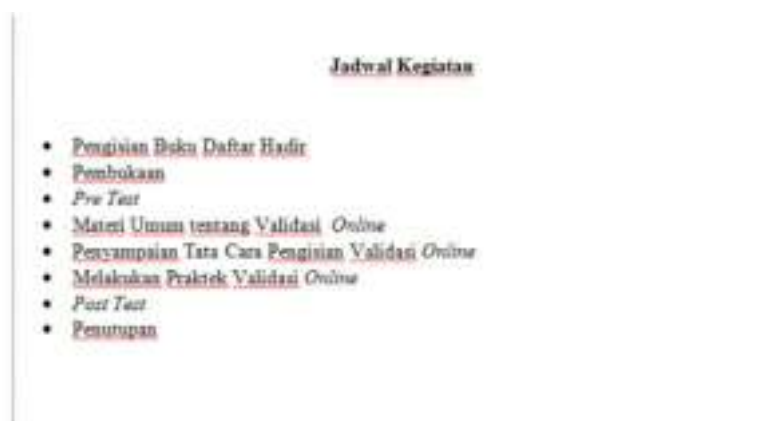 Jadwal Kegiatan
• Pengisian Buku Daftar Hadir
• Pembukaan
• Pre Test
• Materi Umum tentang Validasi Online
• Penyampaian Tata Cara Pengisian Validasi Online
• Melakukan Praktek Validasi Online
• Post Test
• Penutupan